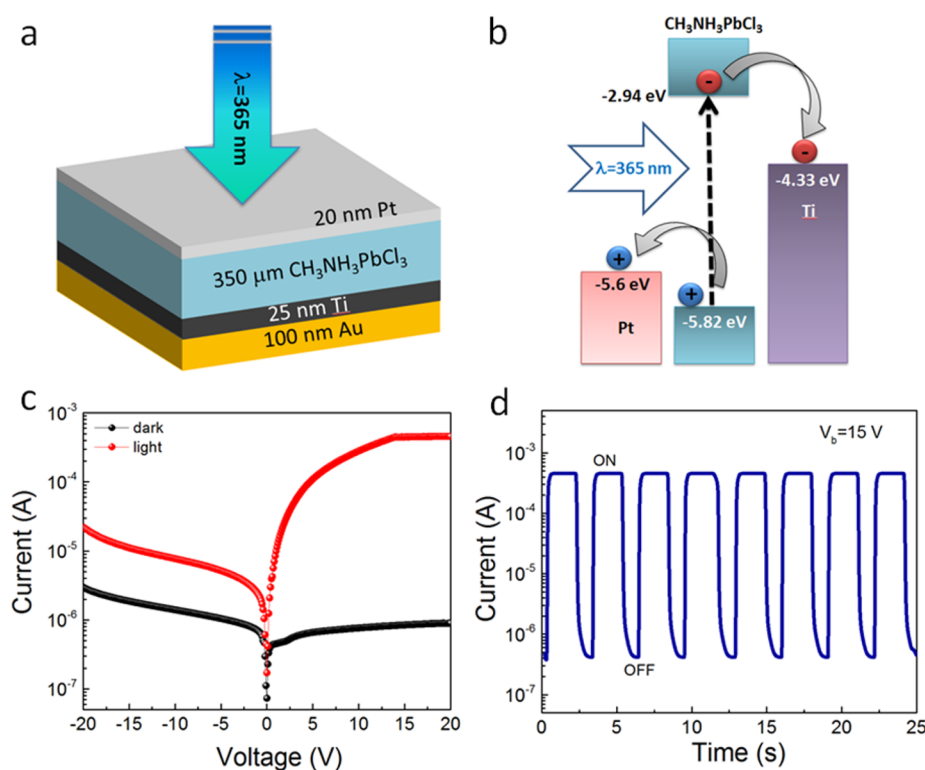 a
λ=365 nm
20 nm Pt
350 μm CH₃NH₃PbCl₃
25 nm Ti
100 nm Au
b
CH₃NH₃PbCl₃
-
-2.94 eV
-
λ=365 nm
-4.33 eV
Ti
+
-5.6 eV
+
Pt
-5.82 eV
c
10⁻³
dark
light
10⁻⁴
10⁻⁵
10⁻⁶
10⁻⁷
Current (A)
-20 -15 -10 -5 0 5 10 15 20
Voltage (V)
d
V_b=15 V
10⁻³
ON
10⁻⁴
10⁻⁵
10⁻⁶
OFF
10⁻⁷
Current (A)
0 5 10 15 20 25
Time (s)